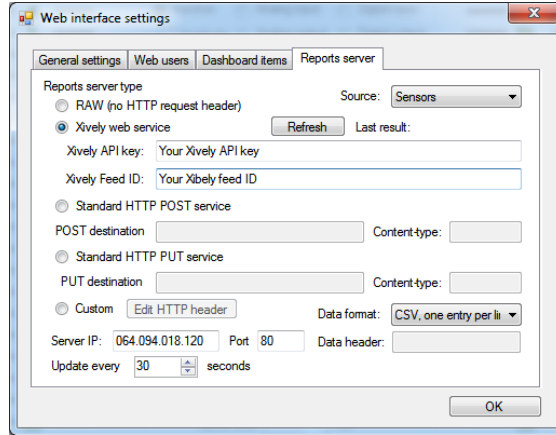 Web interface settings
General settings Web users Dashboard items Reports server
Reports server type
RAW (no HTTP request header) Source: Sensors
Xively web service Refresh Last result:
Xively API key: Your Xively API key
Xively Feed ID: Your Xibely feed ID
Standard HTTP POST service
POST destination Content-type:
Standard HTTP PUT service
PUT destination Content-type:
Custom Edit HTTP header Data format: CSV, one entry per li
Server IP: 064.094.018.120 Port 80 Data header:
Update every 30 seconds
OK